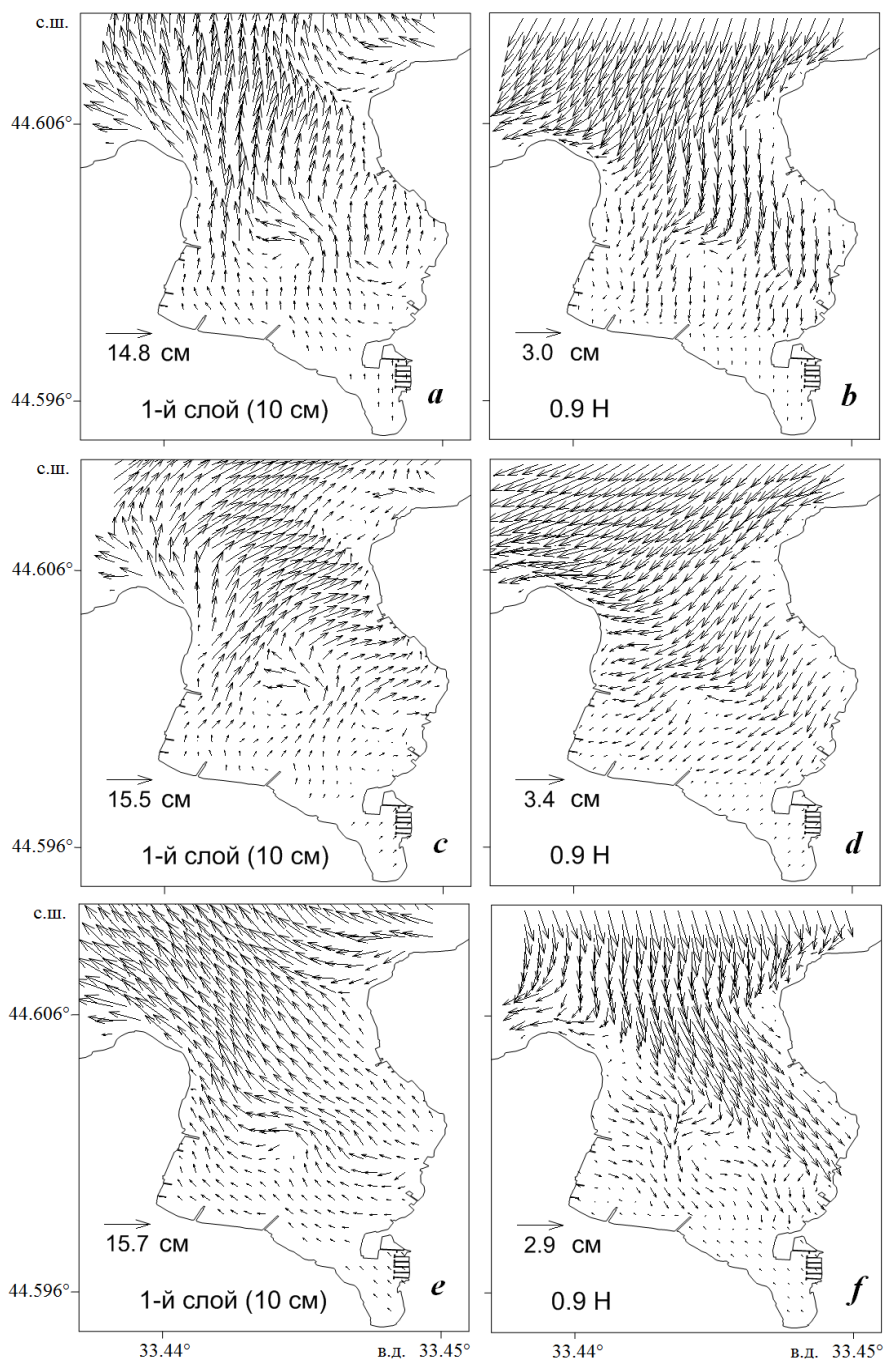 с.ш.
44.606°
14.8 см
3.0 см
44.596°
1-й слой (10 см)
a
0.9 Н
b
с.ш.
44.606°
15.5 см
3.4 см
44.596°
1-й слой (10 см)
c
0.9 Н
d
с.ш.
44.606°
15.7 см
2.9 см
44.596°
1-й слой (10 см)
e
0.9 Н
f
33.44° в.д. 33.45° 33.44° в.д. 33.45°